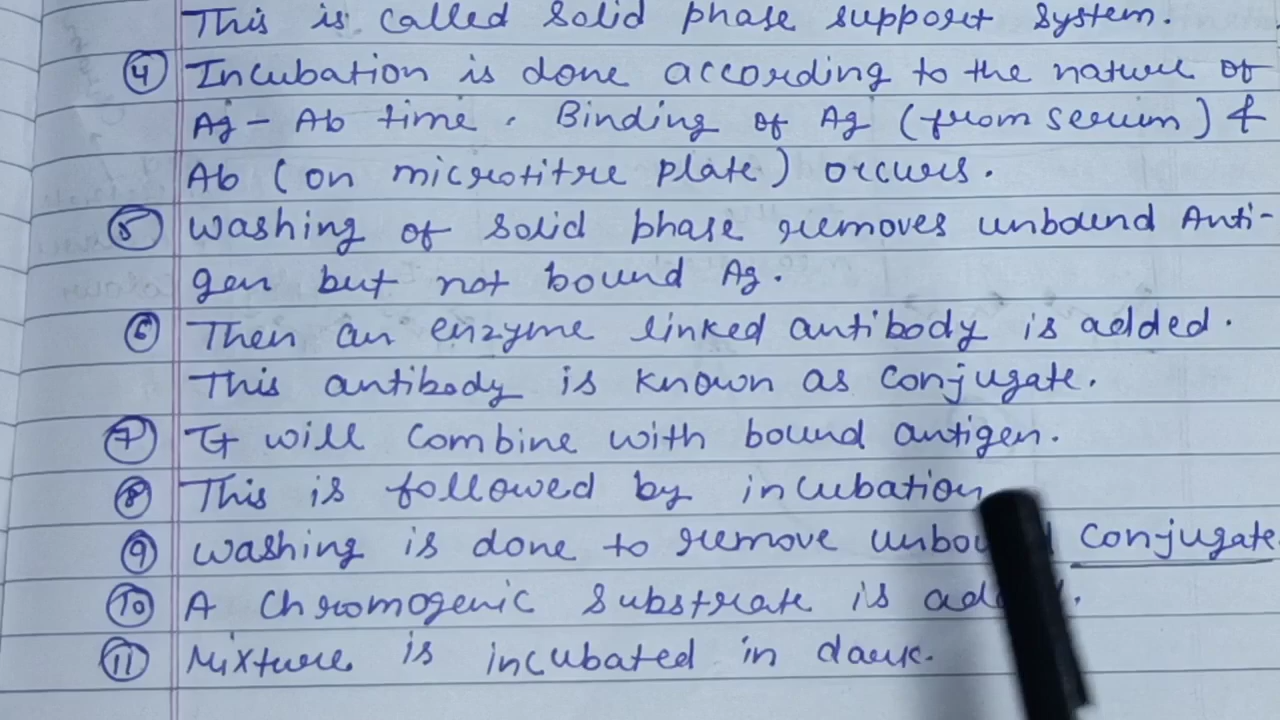 This is called solid phase support system.
④ Incubation is done according to the nature of
Ag - Ab time. Binding of Ag (from serum) &
Ab (on microtitre plate) occurs.
⑤ Washing of solid phase removes unbound Anti-
gen but not bound Ag.
⑥ Then an enzyme linked antibody is added.
This antibody is known as conjugate.
⑦ It will combine with bound antigen.
⑧ This is followed by incubation
⑨ Washing is done to remove unbound conjugate.
⑩ A Chromogenic substrate is added.
⑪ Mixture is incubated in dark.